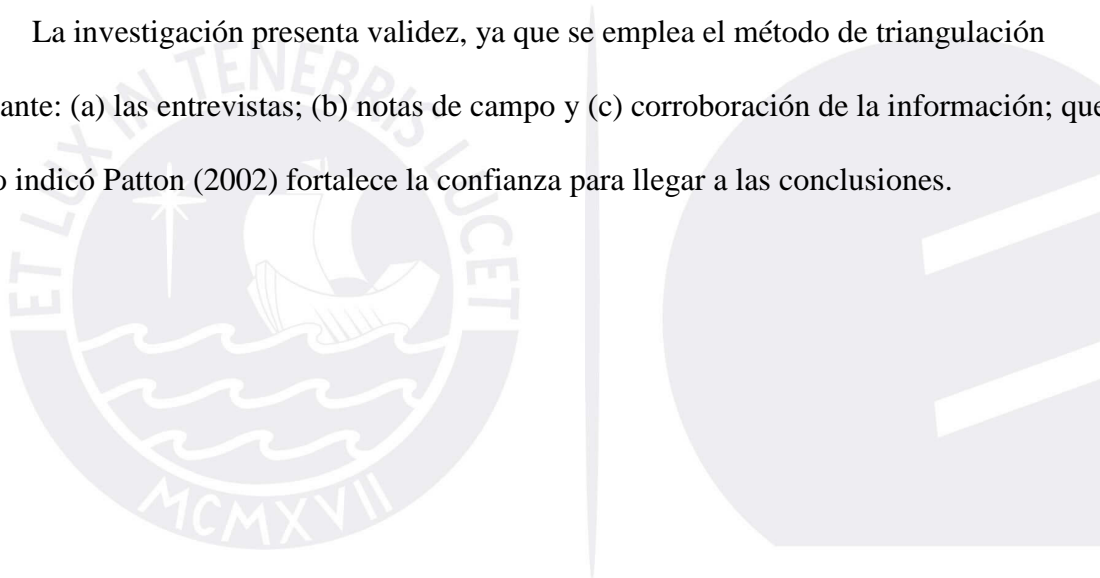 La investigación presenta validez, ya que se emplea el método de triangulación
ante: (a) las entrevistas; (b) notas de campo y (c) corroboración de la información; que
o indicó Patton (2002) fortalece la confianza para llegar a las conclusiones.
ET LUX IN TENEBRIS LUCET
MCMXVII